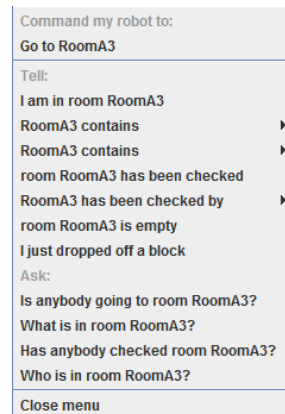 Command my robot to:
Go to RoomA3
Tell:
I am in room RoomA3
RoomA3 contains
RoomA3 contains
room RoomA3 has been checked
RoomA3 has been checked by
room RoomA3 is empty
I just dropped off a block
Ask:
Is anybody going to room RoomA3?
What is in room RoomA3?
Has anybody checked room RoomA3?
Who is in room RoomA3?
Close menu